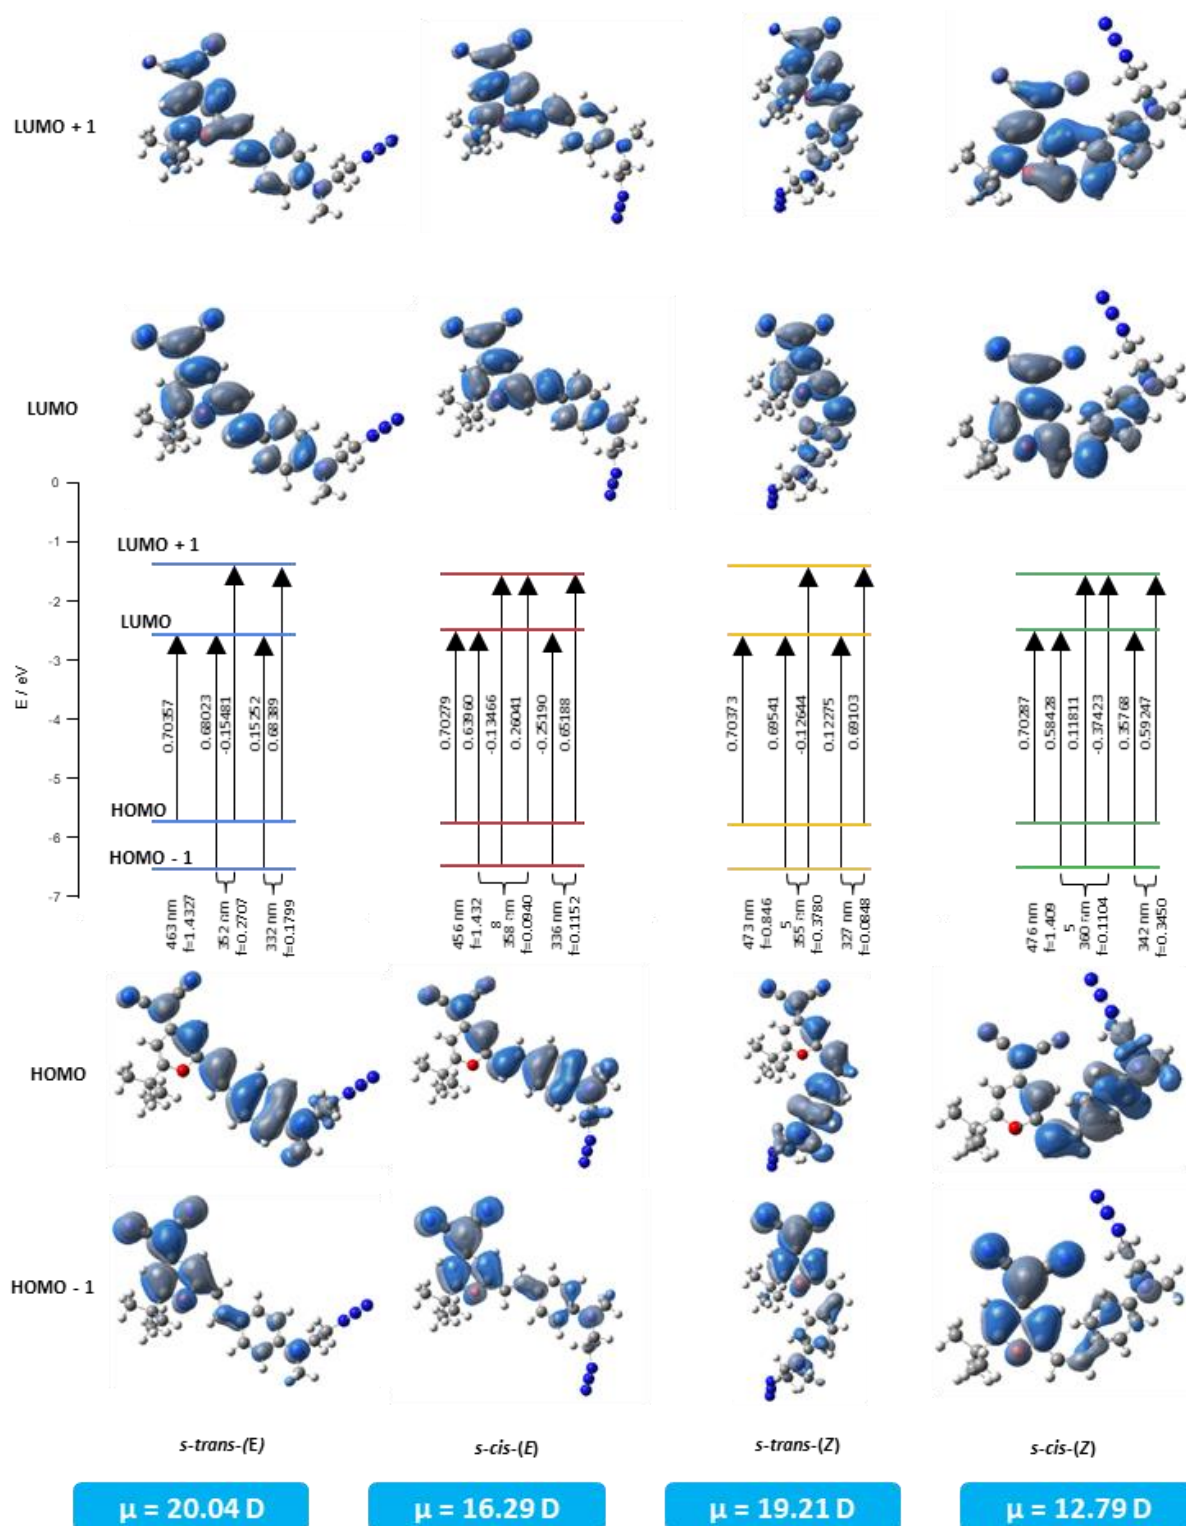 LUMO + 1
LUMO
0
-1
-2
-3
-4
-5
-6
-7
E / eV
LUMO + 1
LUMO
HOMO
HOMO - 1
0.70357
0.68023
-0.15481
0.15252
0.68389
0.70279
0.63960
-0.13466
0.26041
-0.25190
0.65188
0.70373
0.69541
-0.12644
0.12275
0.69103
0.70287
0.58428
0.11811
-0.37423
0.35768
0.59247
463 nm
f=1.4327
352 nm
f=0.2707
332 nm
f=0.1799
456 nm
f=1.432
8
358 nm
f=0.0940
336 nm
f=0.1152
473 nm
f=0.846
5
355 nm
f=0.3780
327 nm
f=0.0848
476 nm
f=1.409
5
360 nm
f=0.1104
342 nm
f=0.3450
HOMO
HOMO - 1
s-trans-(E)
s-cis-(E)
s-trans-(Z)
s-cis-(Z)
μ = 20.04 D
μ = 16.29 D
μ = 19.21 D
μ = 12.79 D